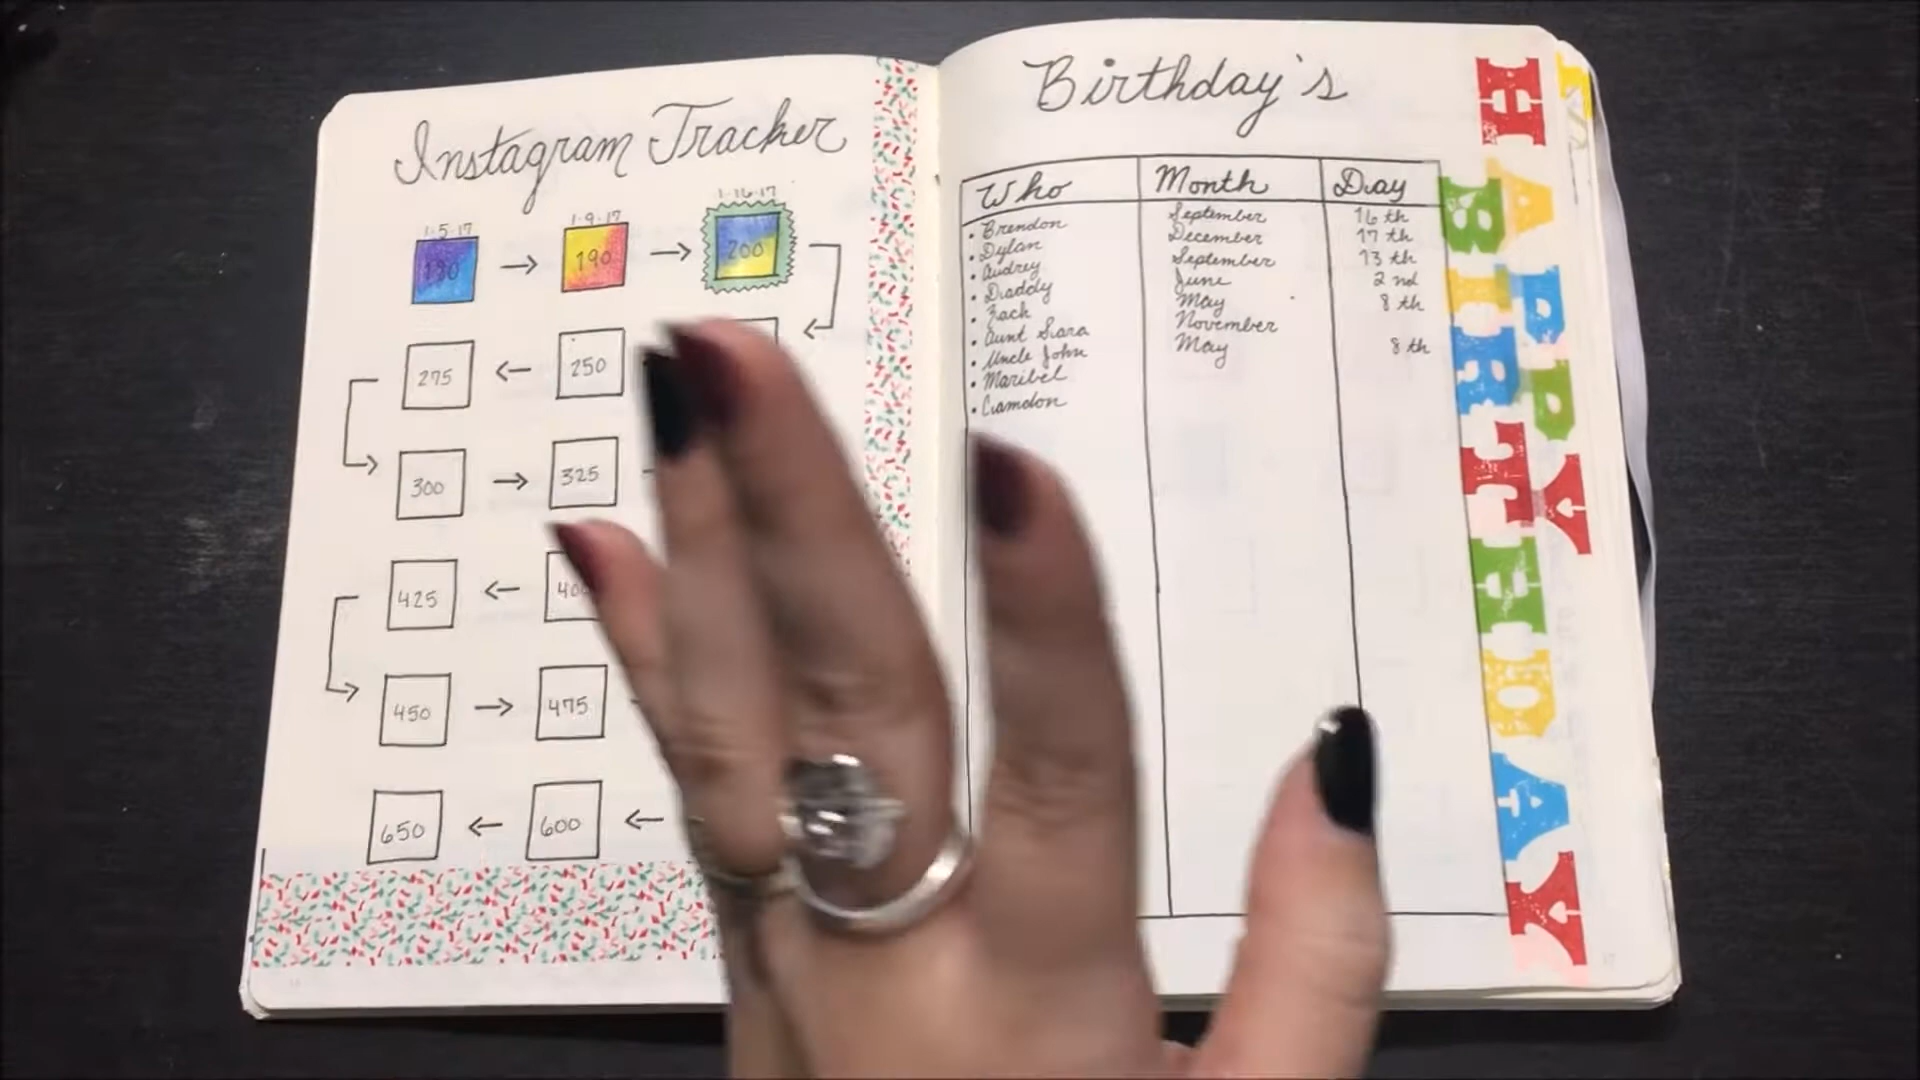 Instagram Tracker
1·5·17
1·9·17
1·16·17
180
190
200
275
250
300
325
425
450
475
650
600
Birthday's
Who Month Day
• Brendon September 16th
• Dylan December 17th
• Audrey September 13th
• Daddy June 2nd
• Zack May 8th
• Aunt Sara November
• Uncle John May 8th
• Maribel
• Camdon
HAPPY
BIRTHDAY